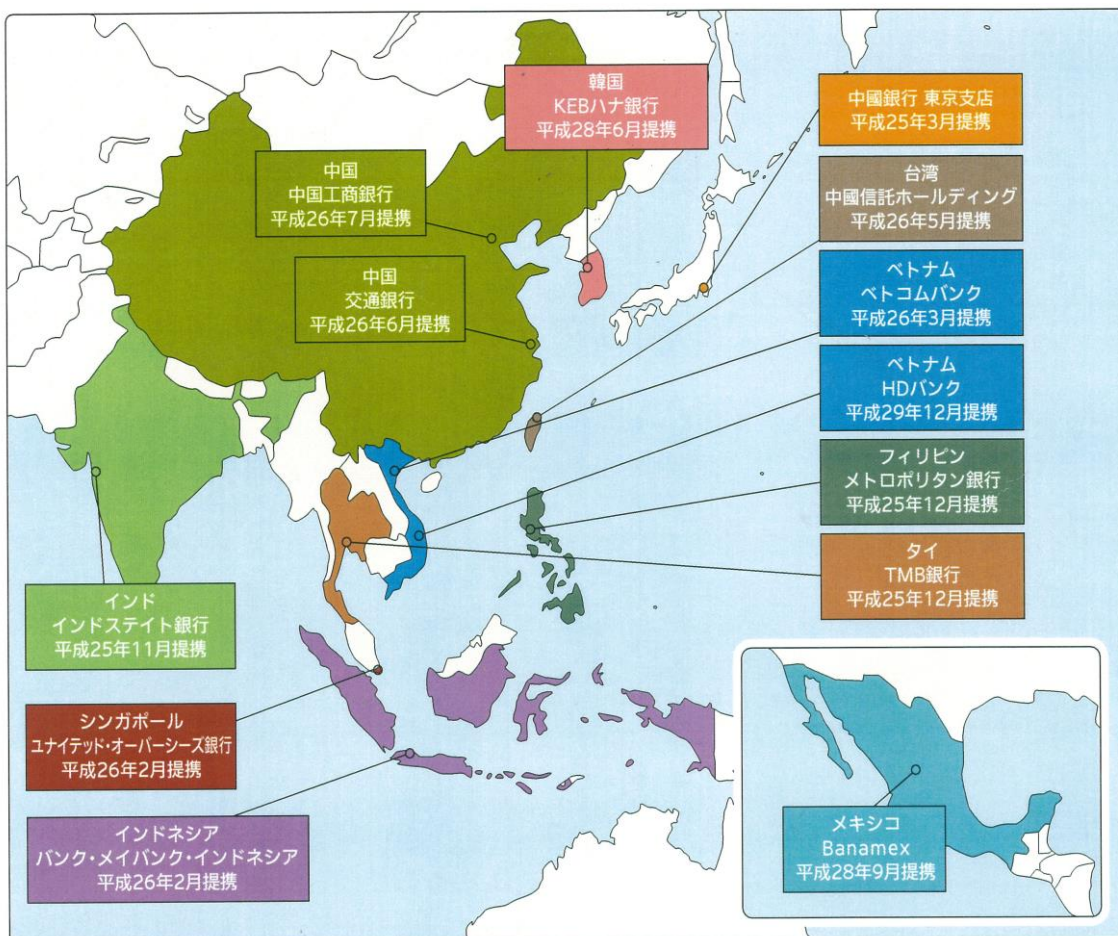 韓国
KEBハナ銀行
平成28年6月提携
中國銀行 東京支店
平成25年3月提携
中国
中国工商銀行
平成26年7月提携
台湾
中國信託ホールディング
平成26年5月提携
中国
交通銀行
平成26年6月提携
ベトナム
ベトコムバンク
平成26年3月提携
ベトナム
HDバンク
平成29年12月提携
フィリピン
メトロポリタン銀行
平成25年12月提携
タイ
TMB銀行
平成25年12月提携
インド
インドステイト銀行
平成25年11月提携
シンガポール
ユナイテッド・オーバーシーズ銀行
平成26年2月提携
インドネシア
バンク・メイバンク・インドネシア
平成26年2月提携
メキシコ
Banamex
平成28年9月提携